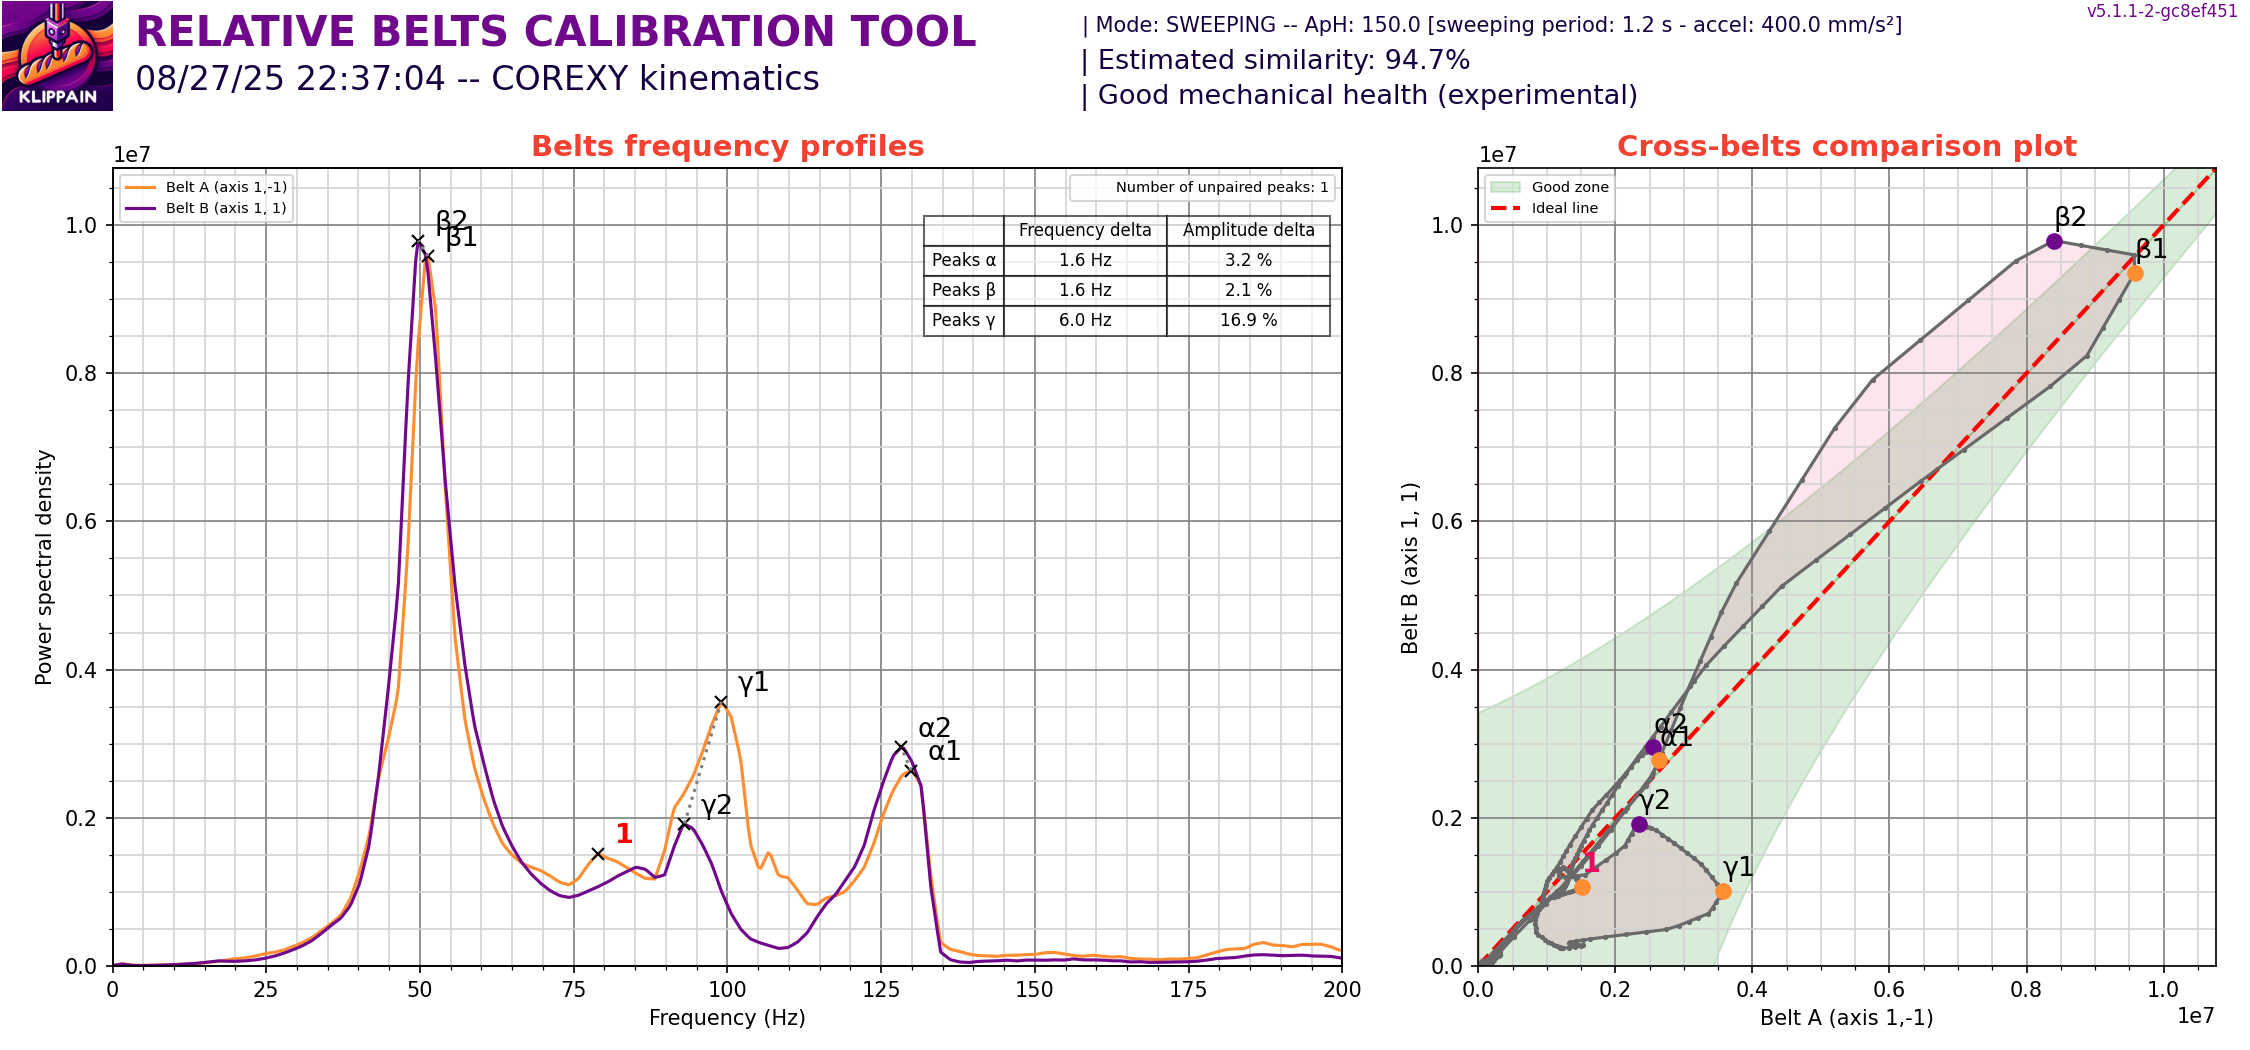 KLIPPAIN
RELATIVE BELTS CALIBRATION TOOL
08/27/25 22:37:04 -- COREXY kinematics
| Mode: SWEEPING -- ApH: 150.0 [sweeping period: 1.2 s - accel: 400.0 mm/s²]
| Estimated similarity: 94.7%
| Good mechanical health (experimental)
v5.1.1-2-gc8ef451
Belts frequency profiles
1e7
Belt A (axis 1,-1)
Belt B (axis 1, 1)
Number of unpaired peaks: 1
Frequency delta Amplitude delta
Peaks α 1.6 Hz 3.2 %
Peaks β 1.6 Hz 2.1 %
Peaks γ 6.0 Hz 16.9 %
β2
β1
γ1
γ2
1
α2
α1
Power spectral density
1.0
0.8
0.6
0.4
0.2
0.0
0 25 50 75 100 125 150 175 200
Frequency (Hz)
Cross-belts comparison plot
1e7
Good zone
Ideal line
β2
β1
α2
α1
γ2
1
γ1
Belt B (axis 1, 1)
1.0
0.8
0.6
0.4
0.2
0.0
0.0 0.2 0.4 0.6 0.8 1.0
1e7
Belt A (axis 1,-1)